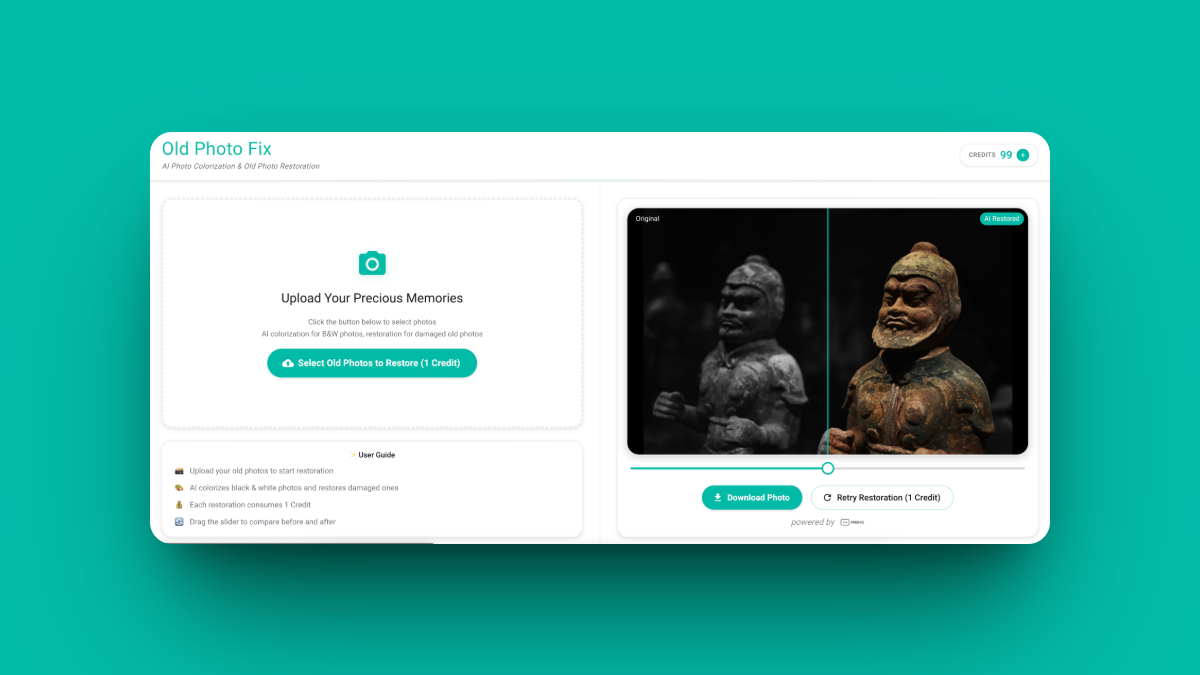 Old Photo Fix
AI Photo Colorization & Old Photo Restoration
CREDITS 99 +
Upload Your Precious Memories
Click the button below to select photos
AI colorization for B&W photos, restoration for damaged old photos
Select Old Photos to Restore (1 Credit)
✨ User Guide
Upload your old photos to start restoration
AI colorizes black & white photos and restores damaged ones
Each restoration consumes 1 Credit
Drag the slider to compare before and after
Original
AI Restored
Download Photo
Retry Restoration (1 Credit)
powered by